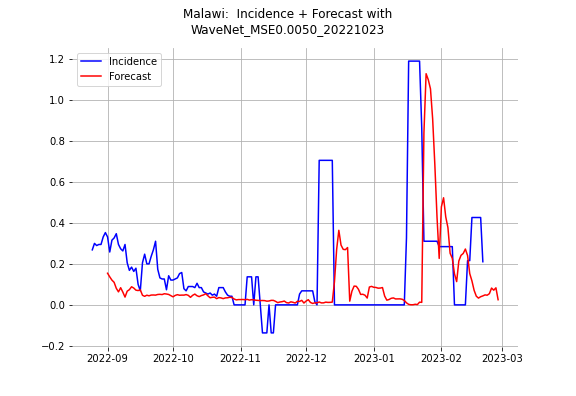 Malawi:  Incidence + Forecast with
WaveNet_MSE0.0050_20221023
Incidence
Forecast
1.2
1.0
0.8
0.6
0.4
0.2
0.0
−0.2
2022-09 2022-10 2022-11 2022-12 2023-01 2023-02 2023-03